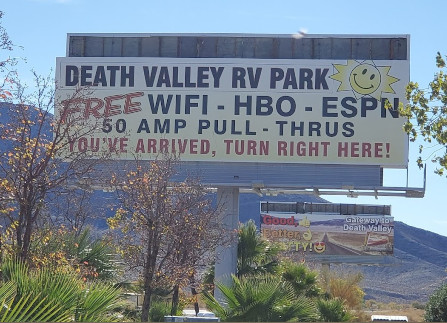 DEATH VALLEY RV PARK
FREE WIFI - HBO - ESPN
50 AMP PULL - THRUS
YOU'VE ARRIVED, TURN RIGHT HERE!
Good
Gateway to
Death Valley